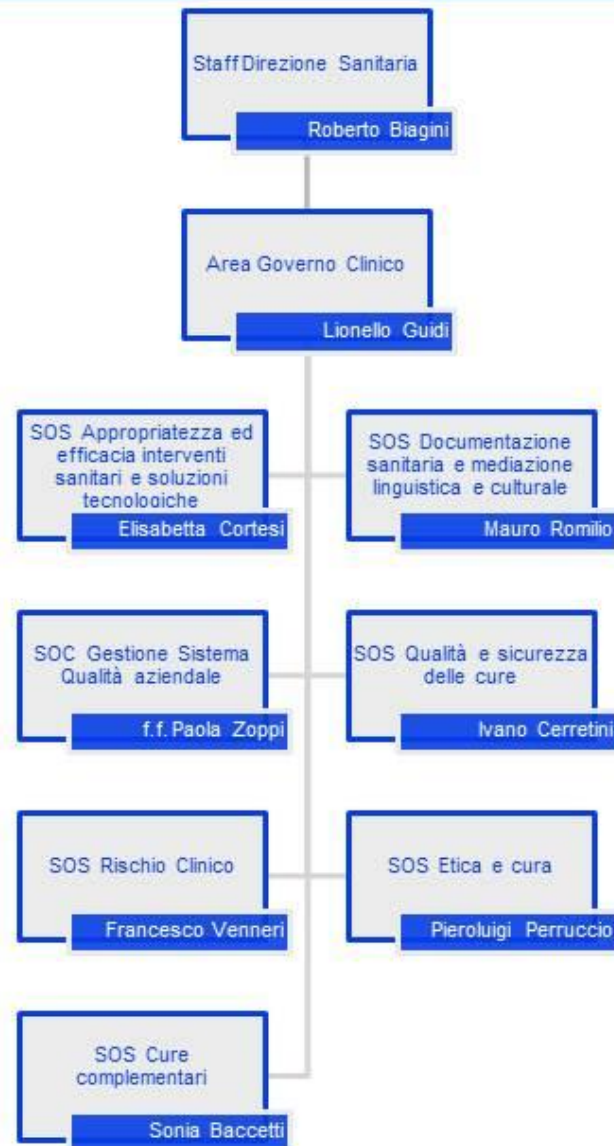 Staff Direzione Sanitaria
Roberto Biagini
Area Governo Clinico
Lionello Guidi
SOS Appropriatezza ed
efficacia interventi
sanitari e soluzioni
tecnologiche
Elisabetta Cortesi
SOS Documentazione
sanitaria e mediazione
linguistica e culturale
Mauro Romilio
SOC Gestione Sistema
Qualità aziendale
f.f. Paola Zoppi
SOS Qualità e sicurezza
delle cure
Ivano Cerretini
SOS Rischio Clinico
Francesco Venneri
SOS Etica e cura
Pieroluigi Perruccio
SOS Cure
complementari
Sonia Baccetti